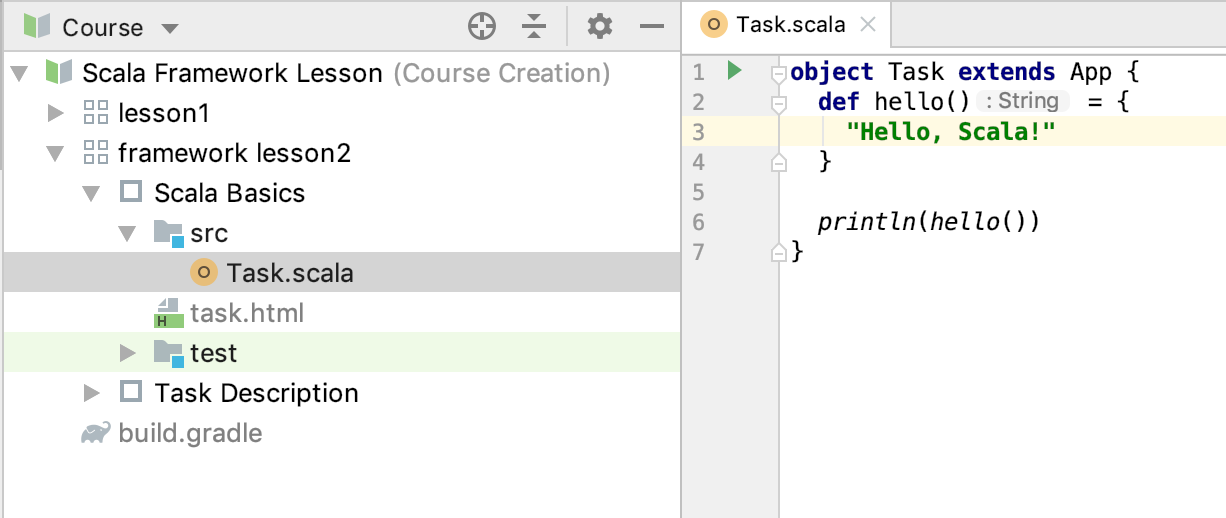 Course
Scala Framework Lesson (Course Creation)
lesson1
framework lesson2
Scala Basics
src
Task.scala
H task.html
test
Task Description
build.gradle
Task.scala
1 object Task extends App {
2 def hello() : String = {
3 "Hello, Scala!"
4 }
5
6 println(hello())
7 }